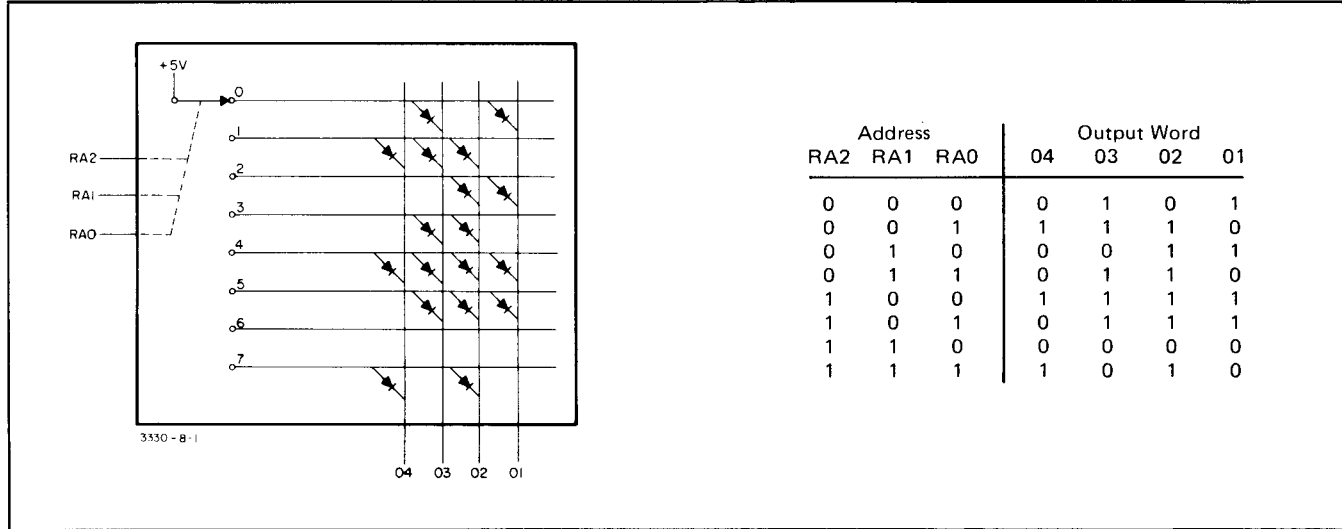 +5V
0
1
RA2
2
RA1
3
RA0
4
5
6
7
3330-8-1
04 03 02 01
Address Output Word
RA2 RA1 RA0 04 03 02 01
0 0 0 0 1 0 1
0 0 1 1 1 1 0
0 1 0 0 0 1 1
0 1 1 0 1 1 0
1 0 0 1 1 1 1
1 0 1 0 1 1 1
1 1 0 0 0 0 0
1 1 1 1 0 1 0